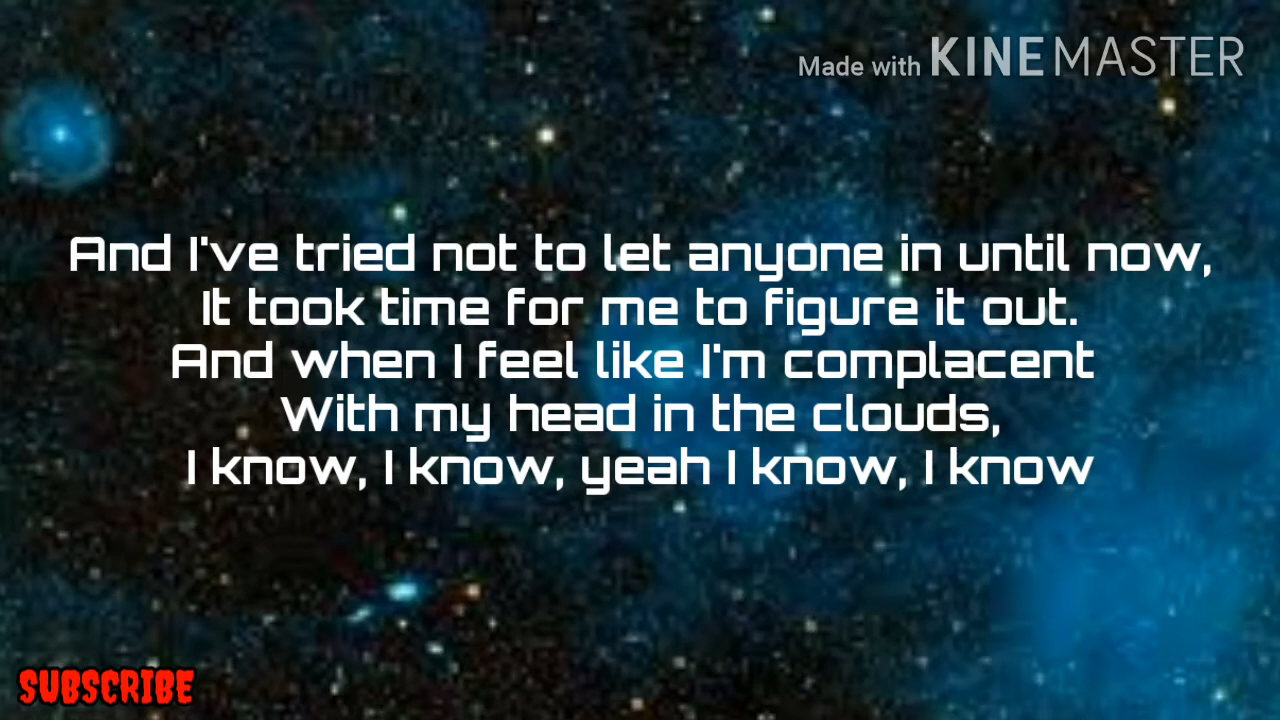 Made with KINEMASTER
And I've tried not to let anyone in until now,
It took time for me to figure it out.
And when I feel like I'm complacent
With my head in the clouds,
I know, I know, yeah I know, I know
SUBSCRIBE